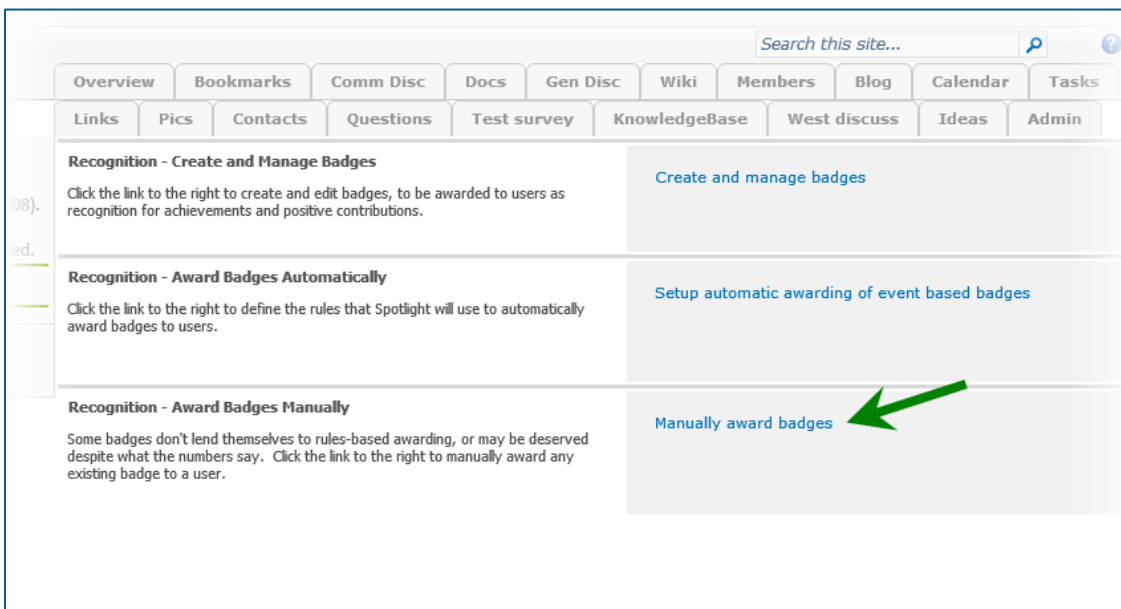 Search this site...
Overview Bookmarks Comm Disc Docs Gen Disc Wiki Members Blog Calendar Tasks
Links Pics Contacts Questions Test survey KnowledgeBase West discuss Ideas Admin
Recognition - Create and Manage Badges
Click the link to the right to create and edit badges, to be awarded to users as
recognition for achievements and positive contributions.
Create and manage badges
08).
ed.
Recognition - Award Badges Automatically
Click the link to the right to define the rules that Spotlight will use to automatically
award badges to users.
Setup automatic awarding of event based badges
Recognition - Award Badges Manually
Some badges don't lend themselves to rules-based awarding, or may be deserved
despite what the numbers say. Click the link to the right to manually award any
existing badge to a user.
Manually award badges